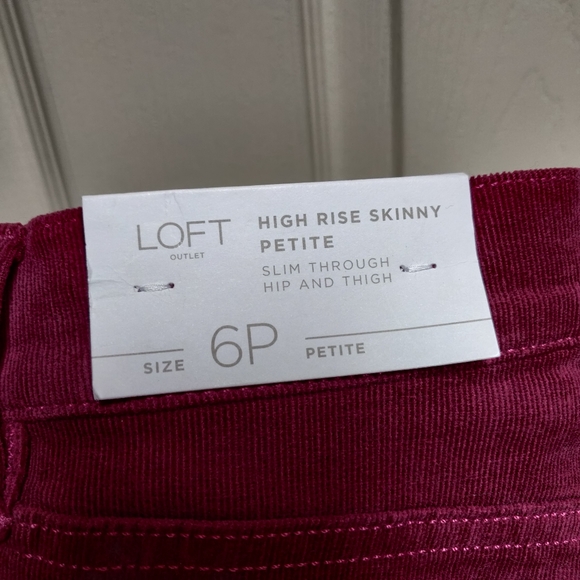 LOFT
OUTLET
HIGH RISE SKINNY
PETITE
SLIM THROUGH
HIP AND THIGH
SIZE 6P PETITE